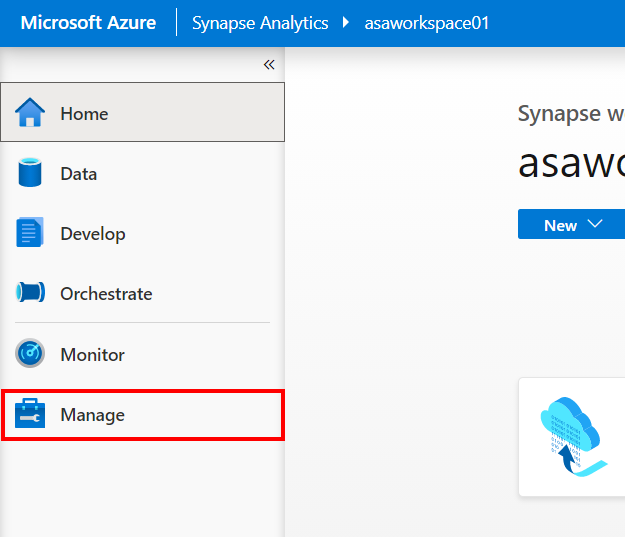 Microsoft Azure
Synapse Analytics
asaworkspace01
Home
Data
Develop
Orchestrate
Monitor
Manage
Synapse w
asawo
New